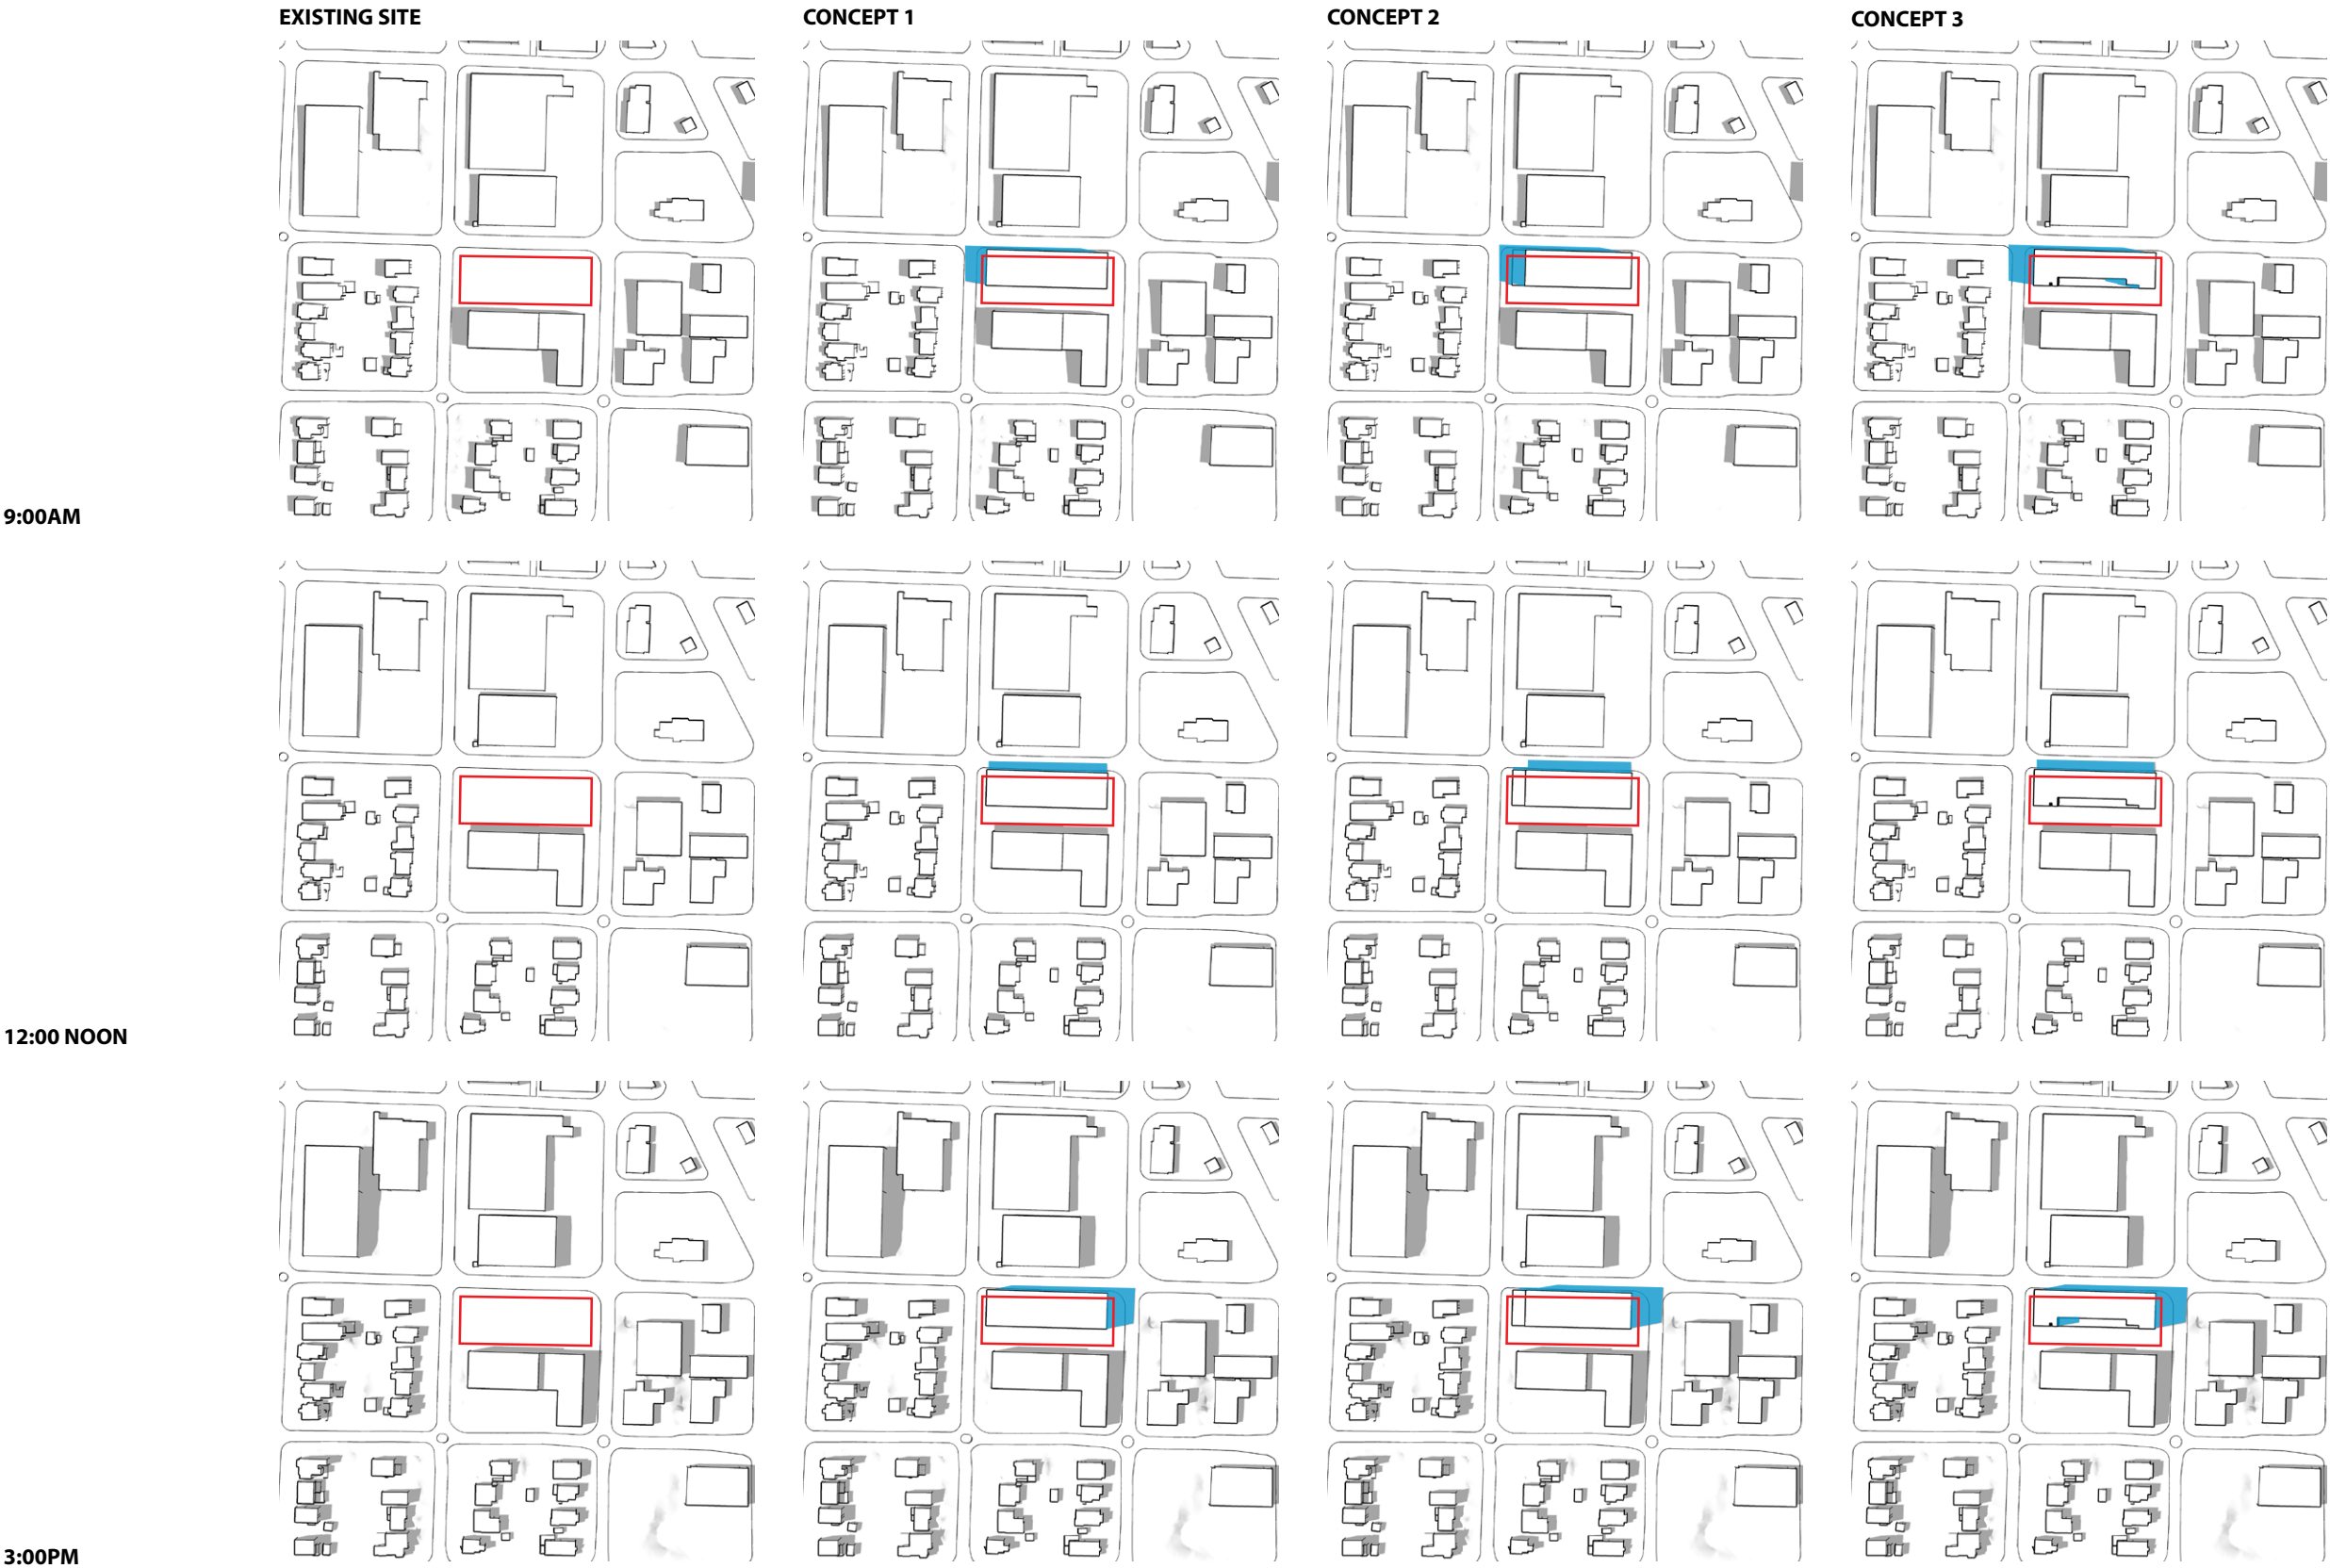 EXISTING SITE
CONCEPT 1
CONCEPT 2
CONCEPT 3
9:00AM
12:00 NOON
3:00PM